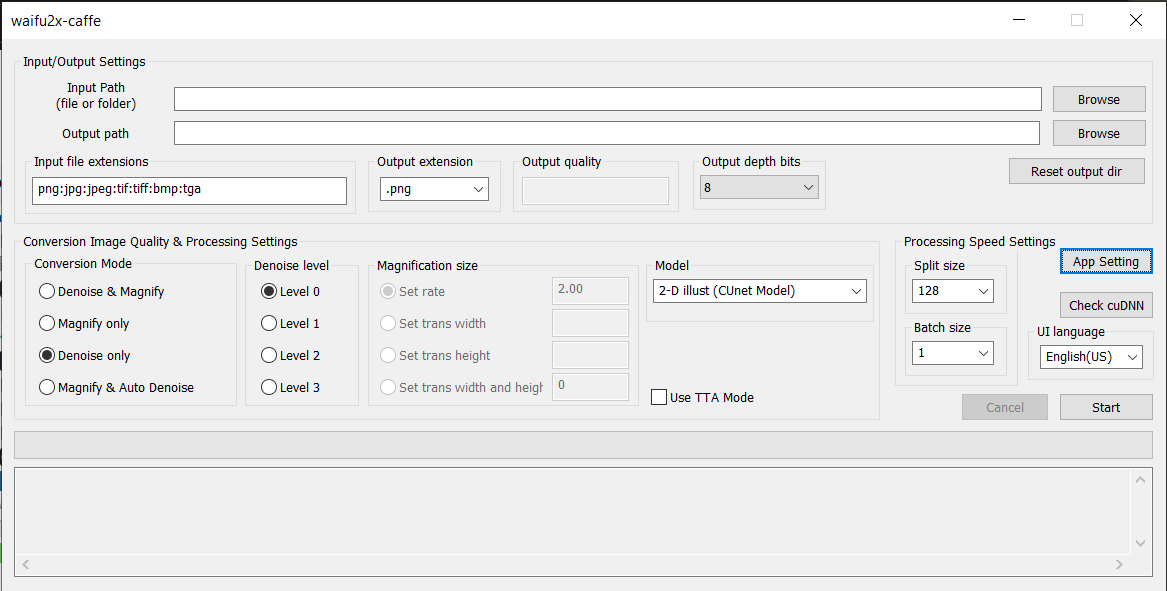 waifu2x-caffe
Input/Output Settings
Input Path
(file or folder)
Browse
Output path
Browse
Input file extensions
png:jpg:jpeg:tif:tiff:bmp:tga
Output extension
.png
Output quality
Output depth bits
8
Reset output dir
Conversion Image Quality & Processing Settings
Conversion Mode
Denoise & Magnify
Magnify only
Denoise only
Magnify & Auto Denoise
Denoise level
Level 0
Level 1
Level 2
Level 3
Magnification size
Set rate
2.00
Set trans width
Set trans height
Set trans width and heigh
0
Model
2-D illust (CUnet Model)
Use TTA Mode
Processing Speed Settings
Split size
128
Batch size
1
App Setting
Check cuDNN
UI language
English(US)
Cancel
Start